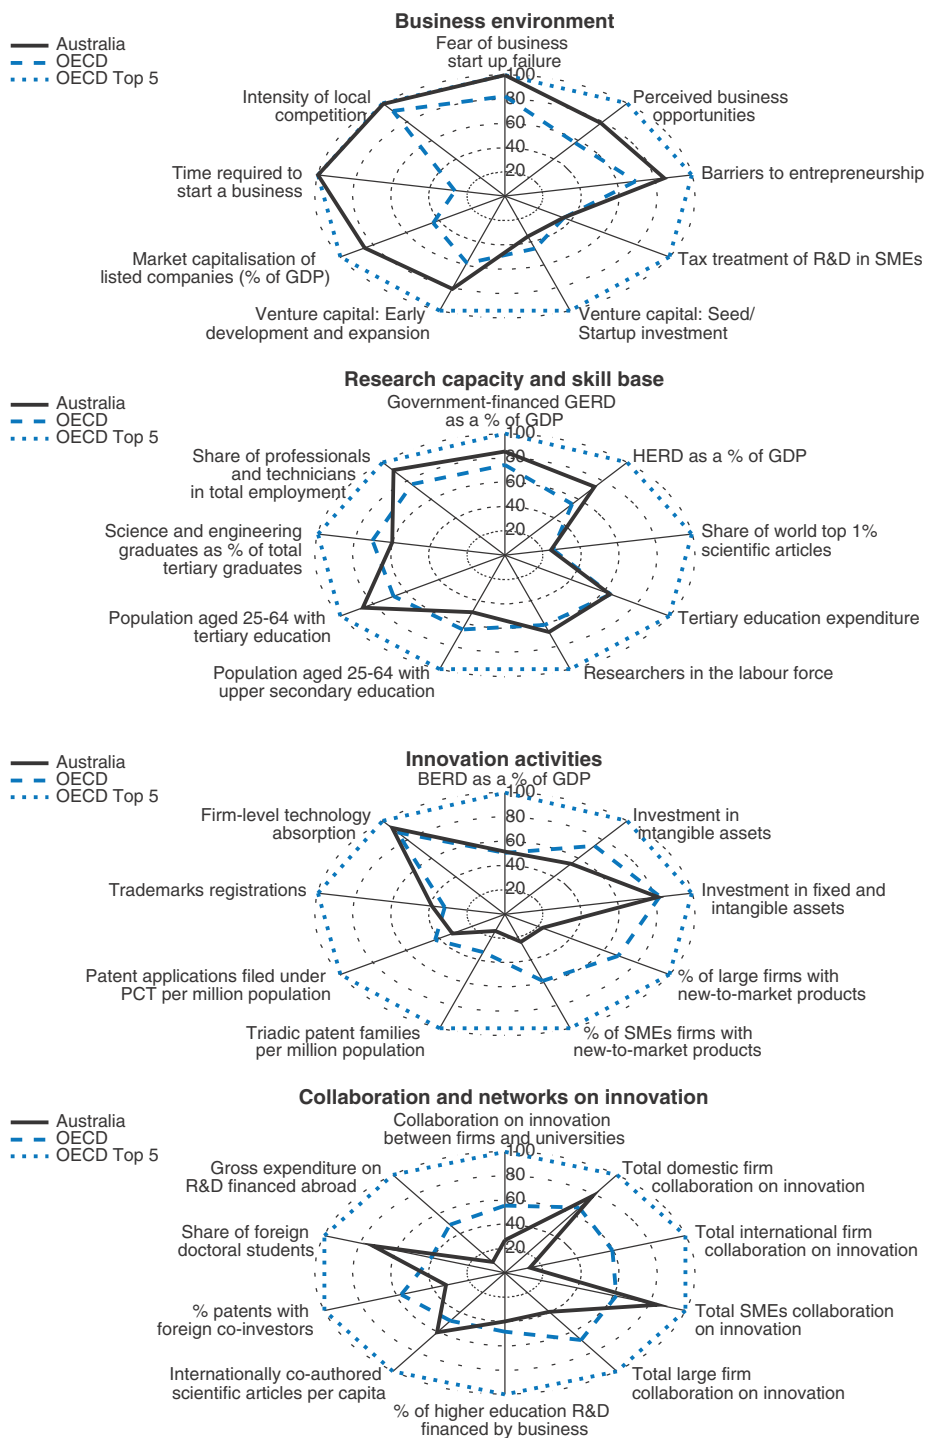 Business environment
Australia
OECD
OECD Top 5
Fear of business
start up failure
100
80
60
40
20
Perceived business
opportunities
Barriers to entrepreneurship
Tax treatment of R&D in SMEs
Venture capital: Seed/
Startup investment
Venture capital: Early
development and expansion
Market capitalisation of
listed companies (% of GDP)
Time required to
start a business
Intensity of local
competition
Research capacity and skill base
Australia
OECD
OECD Top 5
Government-financed GERD
as a % of GDP
100
80
60
40
20
HERD as a % of GDP
Share of world top 1%
scientific articles
Tertiary education expenditure
Researchers in the labour force
Population aged 25-64 with
upper secondary education
Population aged 25-64 with
tertiary education
Science and engineering
graduates as % of total
tertiary graduates
Share of professionals
and technicians
in total employment
Innovation activities
Australia
OECD
OECD Top 5
BERD as a % of GDP
100
80
60
40
20
Investment in
intangible assets
Investment in fixed and
intangible assets
% of large firms with
new-to-market products
% of SMEs firms with
new-to-market products
Triadic patent families
per million population
Patent applications filed under
PCT per million population
Trademarks registrations
Firm-level technology
absorption
Collaboration and networks on innovation
Australia
OECD
OECD Top 5
Collaboration on innovation
between firms and universities
100
80
60
40
20
Total domestic firm
collaboration on innovation
Total international firm
collaboration on innovation
Total SMEs collaboration
on innovation
Total large firm
collaboration on innovation
% of higher education R&D
financed by business
Internationally co-authored
scientific articles per capita
% patents with
foreign co-investors
Share of foreign
doctoral students
Gross expenditure on
R&D financed abroad